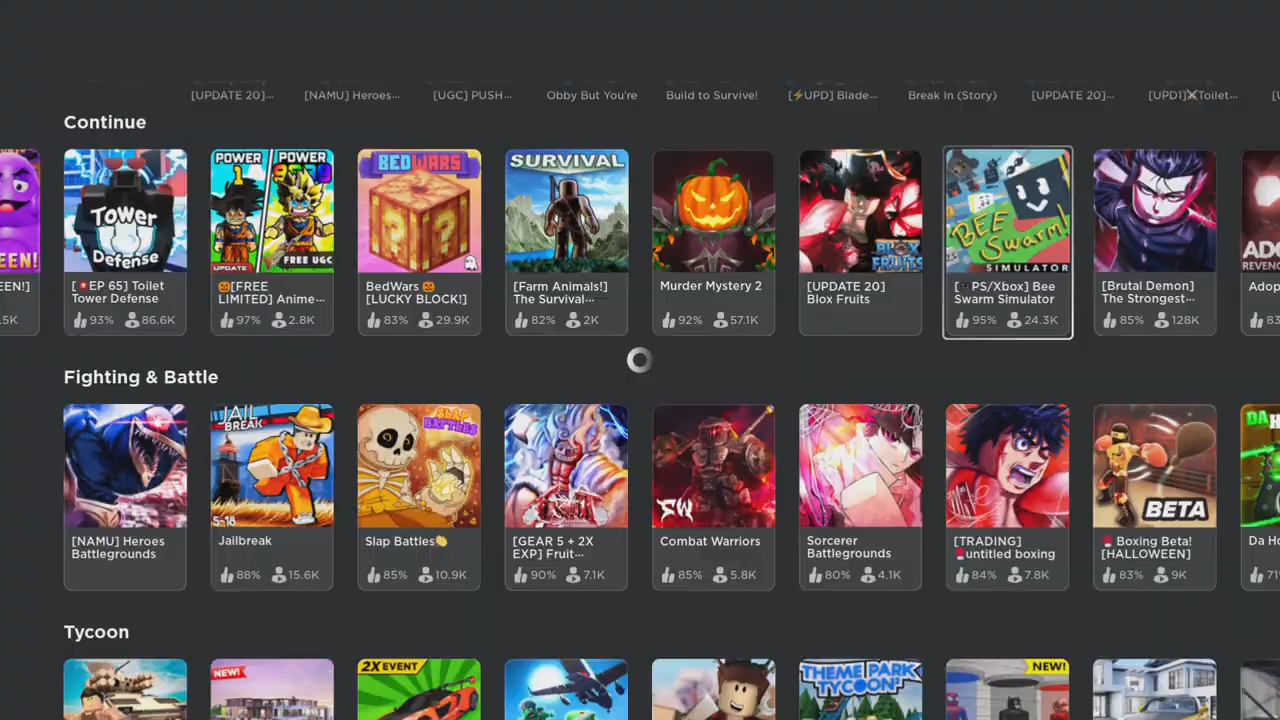 [UPDATE 20]...
[NAMU] Heroes...
[UGC] PUSH...
Obby But You're
Build to Survive!
[⚡UPD] Blade...
Break In (Story)
[UPDATE 20]...
Continue
EEN!
EEN!]
.5K
Tower
Defense
[🚨EP 65] Toilet
Tower Defense
93% 86.6K
POWER POWER
1
UPDATE FREE UGC
🎃[FREE
LIMITED] Anime...
97% 2.8K
BEDWARS
BedWars 🎃
[LUCKY BLOCK!]
83% 29.9K
SURVIVAL
[Farm Animals!]
The Survival...
82% 2K
Murder Mystery 2
92% 57.1K
BLOX
FRUITS
[UPDATE 20]
Blox Fruits
BEE
Swarm!
SIMULATOR
PS/Xbox] Bee
Swarm Simulator
95% 24.3K
[Brutal Demon]
The Strongest...
85% 128K
ADO
REVENG
Adop
83
Fighting & Battle
[NAMU] Heroes
Battlegrounds
JAIL
BREAK
S-18
Jailbreak
88% 15.6K
SLAP
BATTLES
Slap Battles👏
85% 10.9K
[GEAR 5 + 2X
EXP] Fruit...
90% 7.1K
Combat Warriors
85% 5.8K
Sorcerer
Battlegrounds
80% 4.1K
[TRADING]
🥊untitled boxing
84% 7.8K
BETA
🥊Boxing Beta!
[HALLOWEEN]
83% 9K
DA
Da Ho
71
Tycoon
NEW!
2X EVENT
THEME PARK
TYCOON!
NEW!